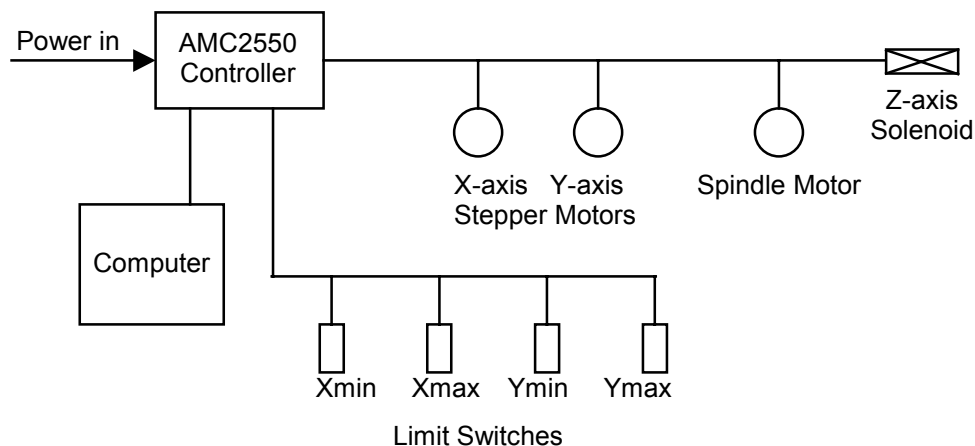 Power in
AMC2550
Controller
Z-axis
Solenoid
X-axis Y-axis
Stepper Motors
Spindle Motor
Computer
Xmin Xmax Ymin Ymax
Limit Switches